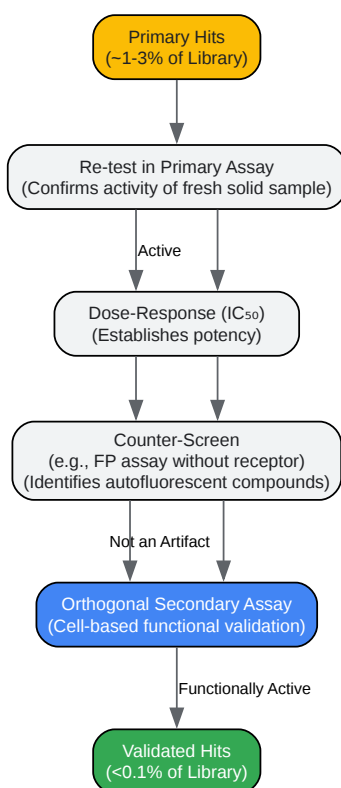 Primary Hits
(~1-3% of Library)
Re-test in Primary Assay
(Confirms activity of fresh solid sample)
Active
Dose-Response (IC₅₀)
(Establishes potency)
Counter-Screen
(e.g., FP assay without receptor)
(Identifies autofluorescent compounds)
Not an Artifact
Orthogonal Secondary Assay
(Cell-based functional validation)
Functionally Active
Validated Hits
(<0.1% of Library)